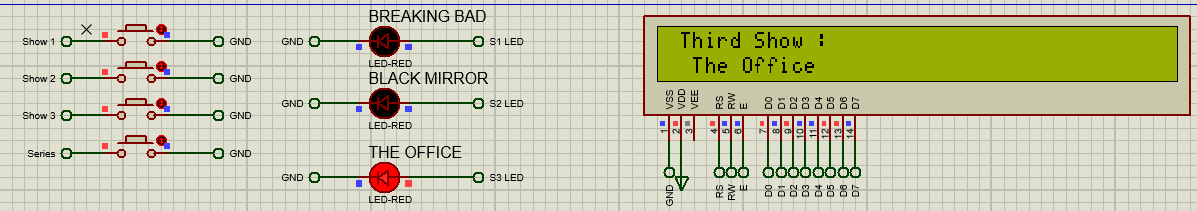 BREAKING BAD
Show 1
GND
GND
S1 LED
LED-RED
Show 2
GND
BLACK MIRROR
GND
S2 LED
LED-RED
Show 3
GND
Series
GND
THE OFFICE
GND
S3 LED
LED-RED
Third Show :
The Office
VSS VDD VEE RS RW E D0 D1 D2 D3 D4 D5 D6 D7
1 2 3 4 5 6 7 8 9 10 11 12 13 14
GND RS RW E D0 D1 D2 D3 D4 D5 D6 D7